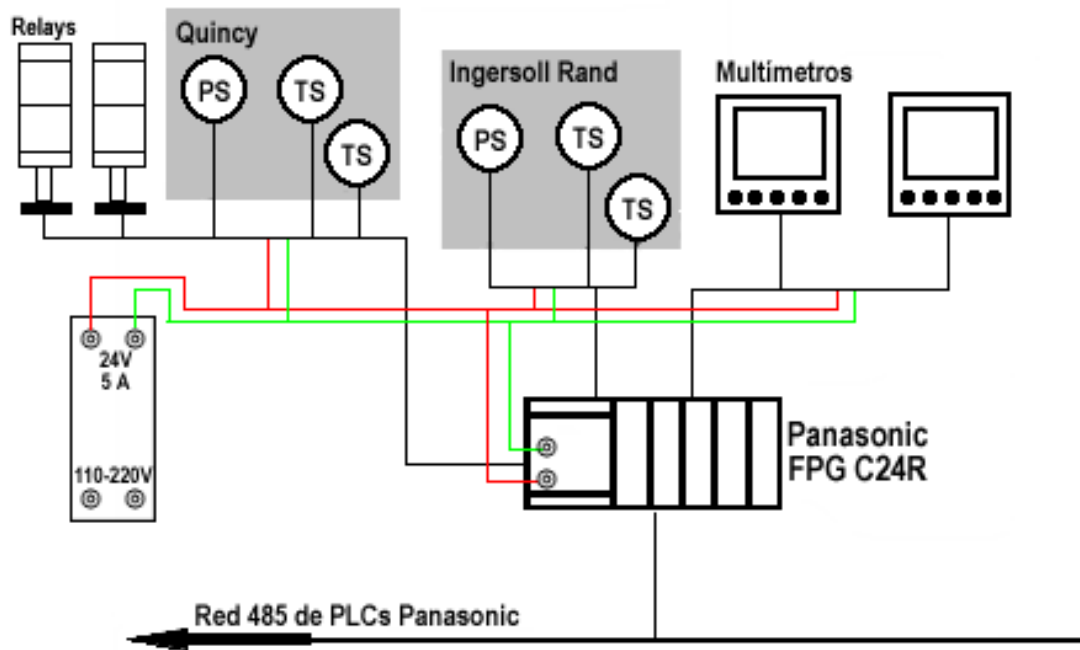 Relays
Quincy
PS
TS
TS
Ingersoll Rand
PS
TS
TS
Multímetros
24V
5 A
110-220V
Panasonic
FPG C24R
Red 485 de PLCs Panasonic